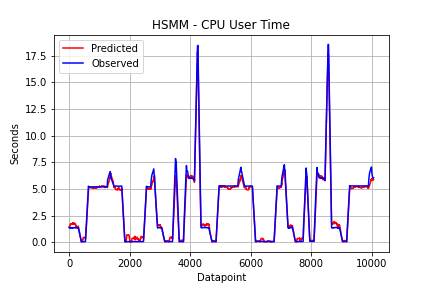 HSMM - CPU User Time
Predicted
Observed
17.5
15.0
12.5
10.0
7.5
5.0
2.5
0.0
Seconds
0 2000 4000 6000 8000 10000
Datapoint